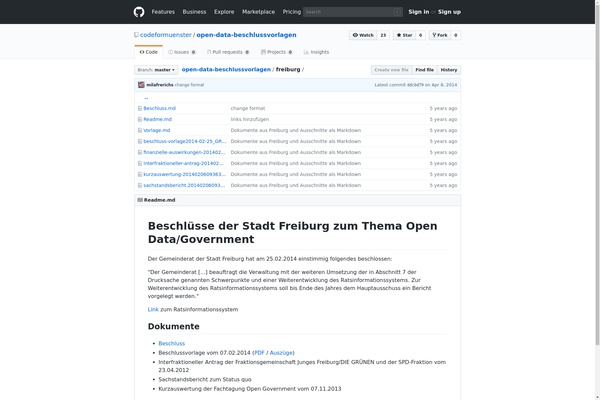 Features Business Explore Marketplace Pricing Search Sign in or Sign up
codeformuenster / open-data-beschlussvorlagen Watch 23 Star 0 Fork 0
Code Issues 0 Pull requests 0 Projects 0 Insights
Branch: master open-data-beschlussvorlagen / freiburg / Create new file Find file History
milafrerichs change format Latest commit on Apr 8, 2014
..
Beschluss.md change format 5 years ago
Readme.md links hinzufügen 5 years ago
Vorlage.md Dokumente aus Freiburg und Ausschnitte als Markdown 5 years ago
beschluss-vorlage2014-02-25_GR... Dokumente aus Freiburg und Ausschnitte als Markdown 5 years ago
finanzielle-auswirkungen-201402... Dokumente aus Freiburg und Ausschnitte als Markdown 5 years ago
interfraktioneller-antrag-201402... Dokumente aus Freiburg und Ausschnitte als Markdown 5 years ago
kurzauswertung-2014020609363... Dokumente aus Freiburg und Ausschnitte als Markdown 5 years ago
sachstandsbericht.20140206093... Dokumente aus Freiburg und Ausschnitte als Markdown 5 years ago
Readme.md
Beschlüsse der Stadt Freiburg zum Thema Open
Data/Government
Der Gemeinderat der Stadt Freiburg hat am 25.02.2014 einstimmig folgendes beschlossen:
"Der Gemeinderat [...] beauftragt die Verwaltung mit der weiteren Umsetzung der in Abschnitt 7 der
Drucksache genannten Schwerpunkte und einer Weiterentwicklung des Ratsinformationssystems. Zur
Weiterentwicklung des Ratsinformationssystems soll bis Ende des Jahres dem Hauptausschuss ein Bericht
vorgelegt werden."
Link zum Ratsinformationssystem
Dokumente
Beschluss
Beschlussvorlage vom 07.02.2014 (PDF / Auszüge)
Interfraktioneller Antrag der Fraktionsgemeinschaft Junges Freiburg/DIE GRÜNEN und der SPD-Fraktion vom
23.04.2012
Sachstandsbericht zum Status quo
Kurzauswertung der Fachtagung Open Government vom 07.11.2013